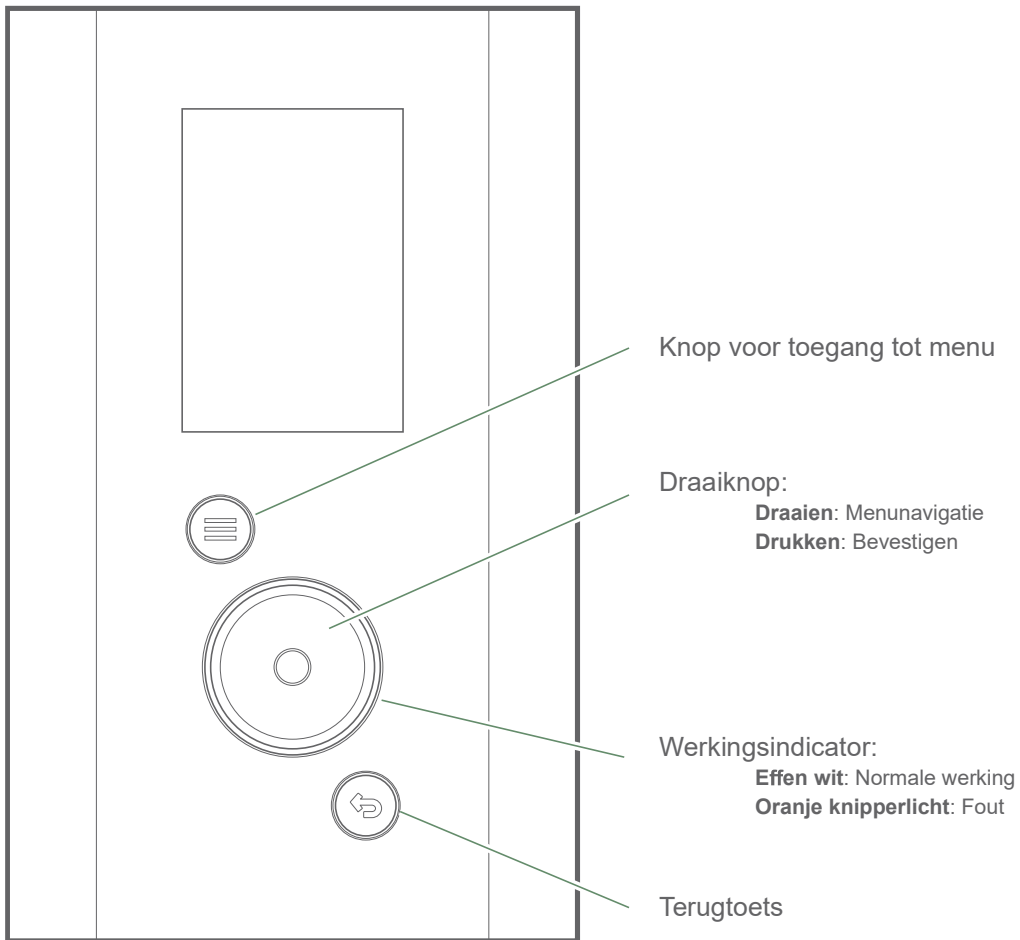 Knop voor toegang tot menu
Draaiknop:
Draaien: Menunavigatie
Drukken: Bevestigen
Werkingsindicator:
Effen wit: Normale werking
Oranje knipperlicht: Fout
Terugtoets